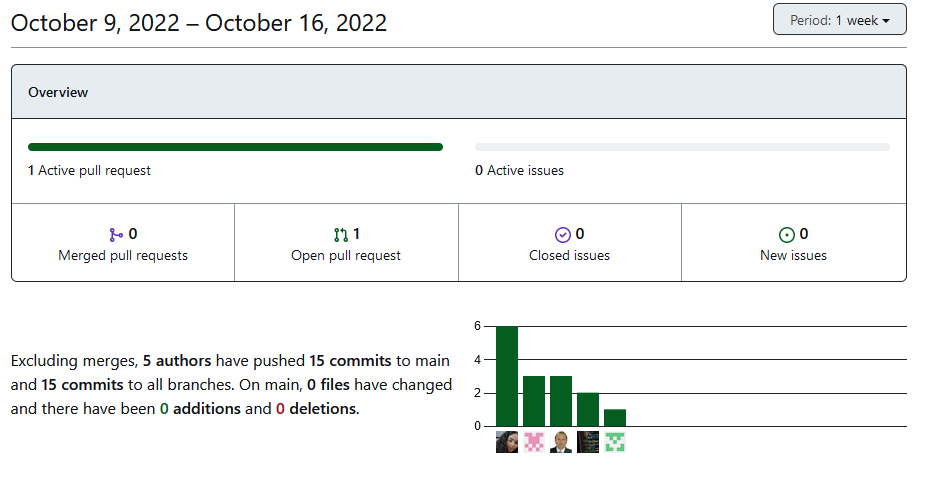 October 9, 2022 – October 16, 2022
Period: 1 week
Overview
1 Active pull request
0 Active issues
0
Merged pull requests
1
Open pull request
0
Closed issues
0
New issues
Excluding merges, 5 authors have pushed 15 commits to main
and 15 commits to all branches. On main, 0 files have changed
and there have been 0 additions and 0 deletions.
6
4
2
0